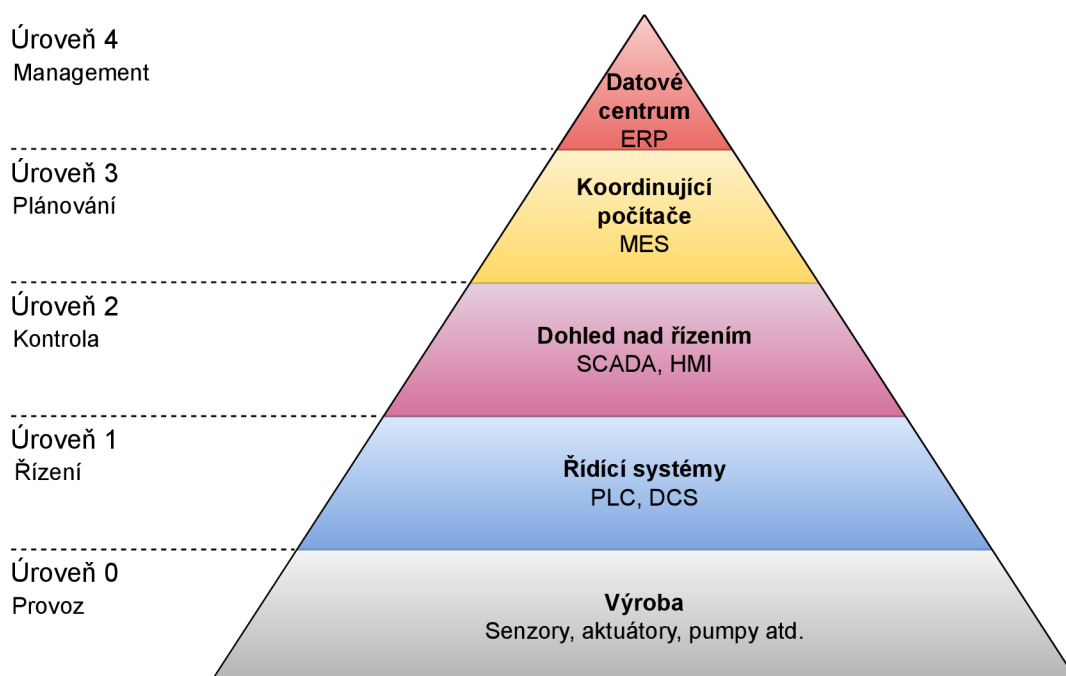 Úroveň 4
Management
Datové
centrum
ERP
Úroveň 3
Plánování
Koordinující
počítače
MES
Úroveň 2
Kontrola
Dohled nad řízením
SCADA, HMI
Úroveň 1
Řízení
Řídící systémy
PLC, DCS
Úroveň 0
Provoz
Výroba
Senzory, aktuátory, pumpy atd.